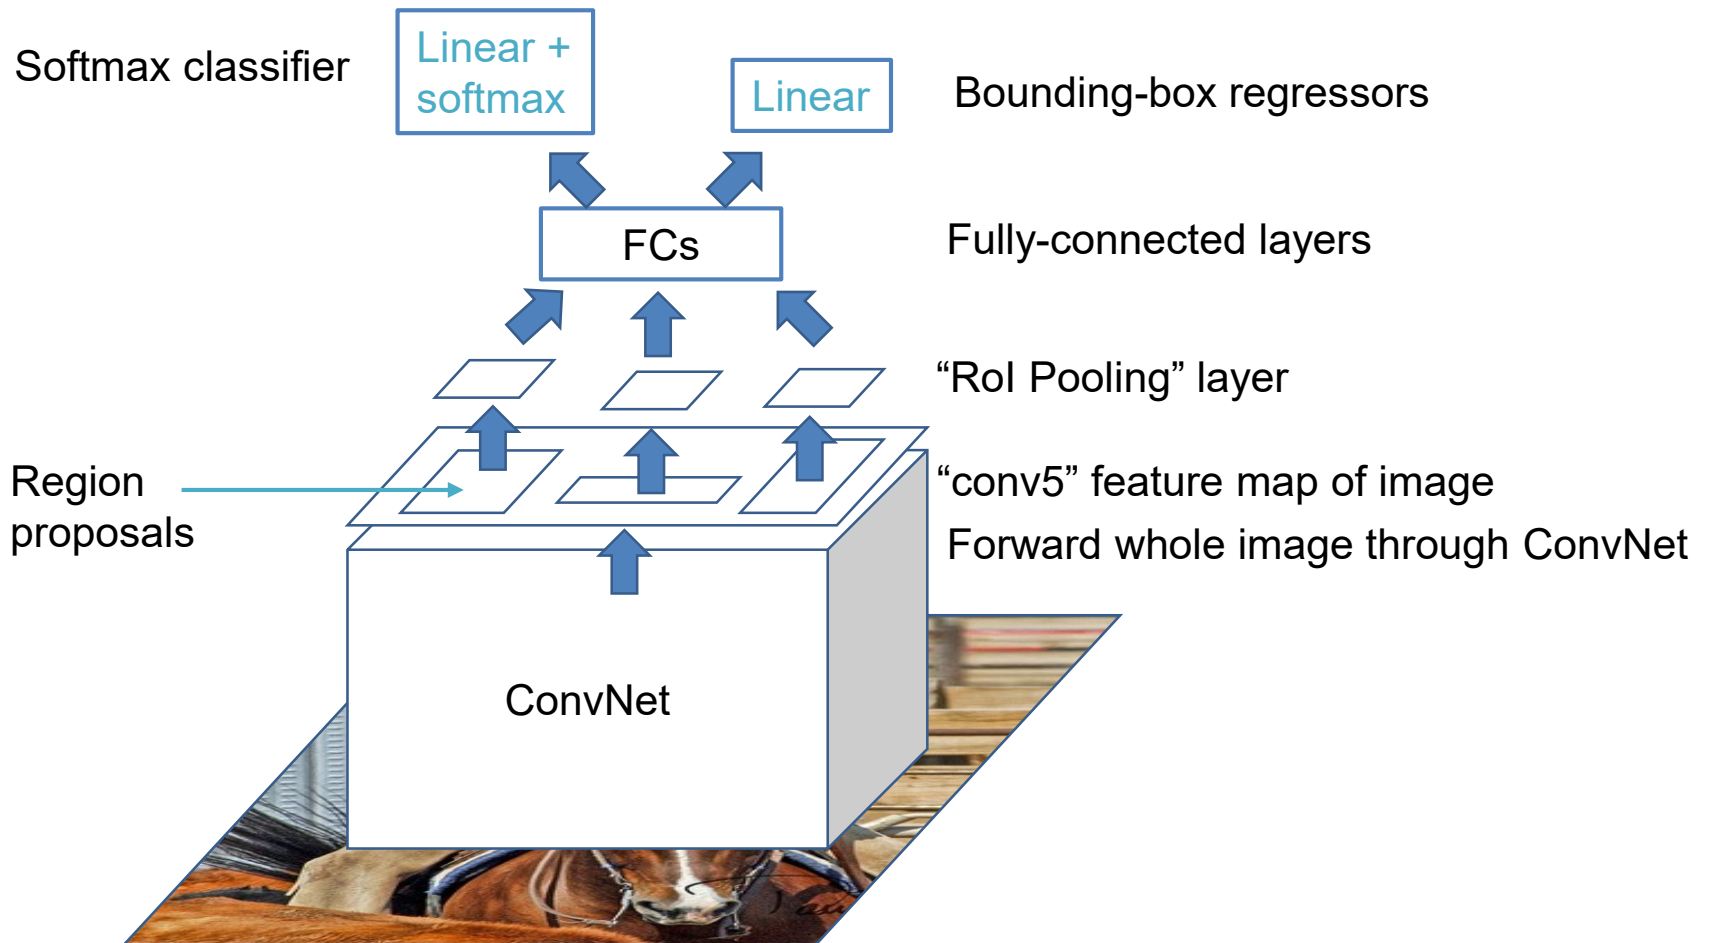 Softmax classifier
Linear +
softmax
Linear
Bounding-box regressors
FCs
Fully-connected layers
“RoI Pooling” layer
Region
proposals
“conv5” feature map of image
Forward whole image through ConvNet
ConvNet